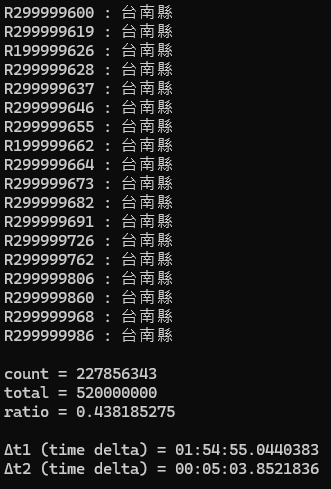 R299999600 : 台南縣
R299999619 : 台南縣
R199999626 : 台南縣
R299999628 : 台南縣
R299999637 : 台南縣
R299999646 : 台南縣
R299999655 : 台南縣
R199999662 : 台南縣
R299999664 : 台南縣
R299999673 : 台南縣
R299999682 : 台南縣
R299999691 : 台南縣
R299999726 : 台南縣
R299999762 : 台南縣
R299999806 : 台南縣
R299999860 : 台南縣
R299999968 : 台南縣
R299999986 : 台南縣
count = 227856343
total = 520000000
ratio = 0.438185275
Δt1 (time delta) = 01:54:55.0440383
Δt2 (time delta) = 00:05:03.8521836